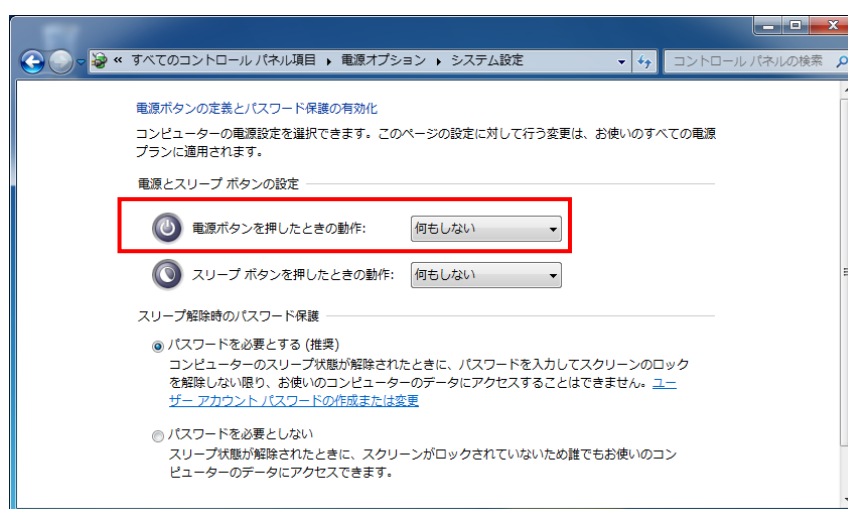 « すべてのコントロール パネル項目 ▸ 電源オプション ▸ システム設定
コントロール パネルの検索
電源ボタンの定義とパスワード保護の有効化
コンピューターの電源設定を選択できます。このページの設定に対して行う変更は、お使いのすべての電源
プランに適用されます。
電源とスリープ ボタンの設定
電源ボタンを押したときの動作: 何もしない
スリープ ボタンを押したときの動作: 何もしない
スリープ解除時のパスワード保護
パスワードを必要とする (推奨)
コンピューターのスリープ状態が解除されたときに、パスワードを入力してスクリーンのロック
を解除しない限り、お使いのコンピューターのデータにアクセスすることはできません。ユー
ザー アカウント パスワードの作成または変更
パスワードを必要としない
スリープ状態が解除されたときに、スクリーンがロックされていないため誰でもお使いのコン
ピューターのデータにアクセスできます。